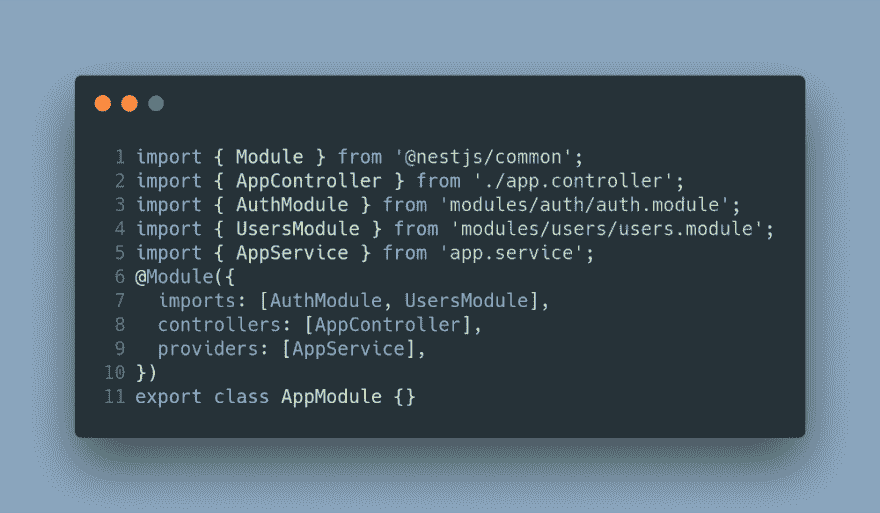 1 import { Module } from '@nestjs/common';
2 import { AppController } from './app.controller';
3 import { AuthModule } from 'modules/auth/auth.module';
4 import { UsersModule } from 'modules/users/users.module';
5 import { AppService } from 'app.service';
6 @Module({
7   imports: [AuthModule, UsersModule],
8   controllers: [AppController],
9   providers: [AppService],
10 })
11 export class AppModule {}